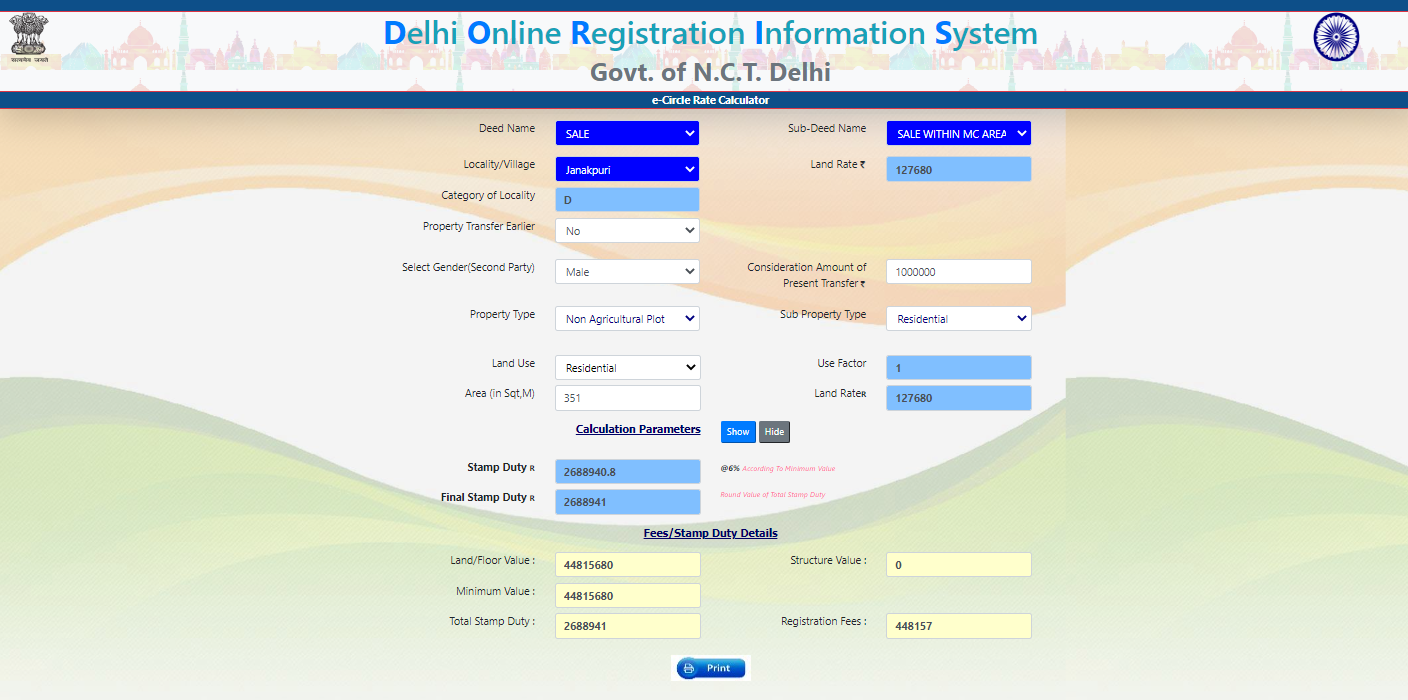 Delhi Online Registration Information System
सत्यमेव जयते
Govt. of N.C.T. Delhi
e-Circle Rate Calculator
Deed Name SALE Sub-Deed Name SALE WITHIN MC AREA
Locality/Village Janakpuri Land Rate ₹ 127680
Category of Locality D
Property Transfer Earlier No
Select Gender(Second Party) Male Consideration Amount of
Present Transfer ₹ 1000000
Property Type Non Agricultural Plot Sub Property Type Residential
Land Use Residential Use Factor 1
Area (in Sqt,M) 351 Land RateR 127680
Calculation Parameters Show Hide
Stamp Duty R 2688940.8 @6% According To Minimum Value
Final Stamp Duty R 2688941 Round Value of Total Stamp Duty
Fees/Stamp Duty Details
Land/Floor Value : 44815680 Structure Value : 0
Minimum Value : 44815680
Total Stamp Duty : 2688941 Registration Fees : 448157
Print